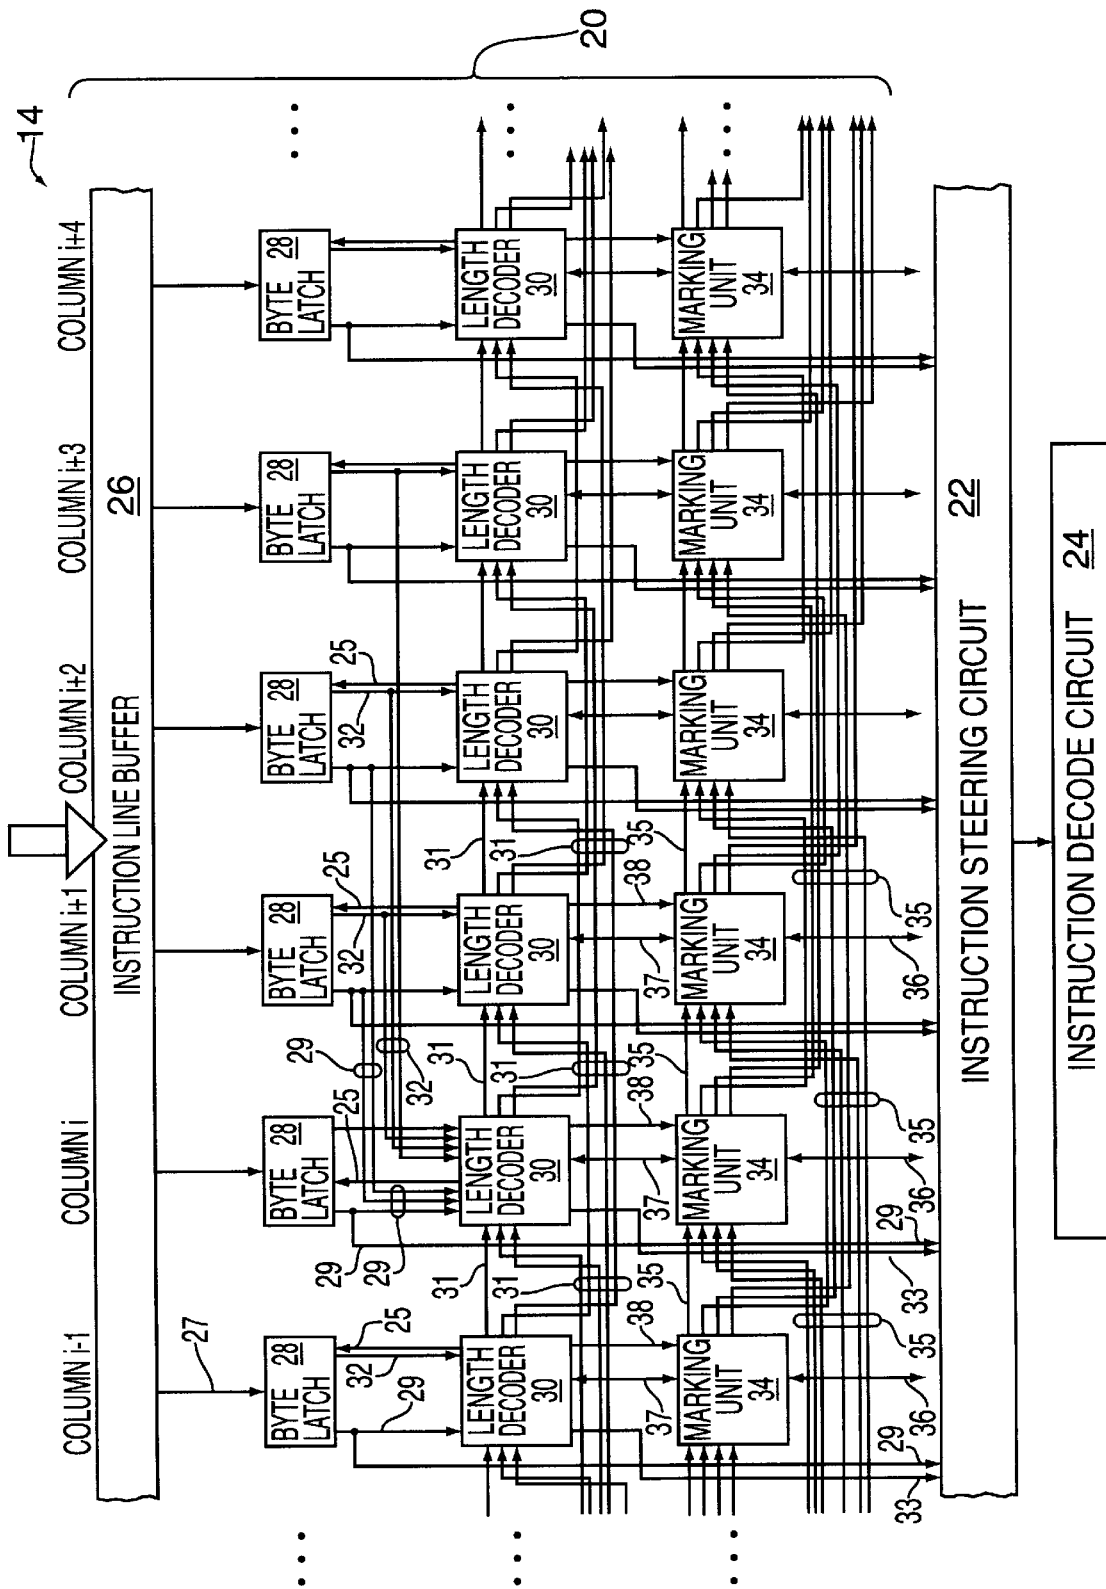 14
20
COLUMN i-1
COLUMN i
COLUMN i+1
COLUMN i+2
COLUMN i+3
COLUMN i+4
INSTRUCTION LINE BUFFER
26
27
BYTE
LATCH
28
BYTE
LATCH
28
BYTE
LATCH
28
BYTE
LATCH
28
BYTE
LATCH
28
BYTE
LATCH
28
29
32
25
29
29
25
29
32
32
25
32
25
31
31
31
31
LENGTH
DECODER
30
LENGTH
DECODER
30
LENGTH
DECODER
30
LENGTH
DECODER
30
LENGTH
DECODER
30
LENGTH
DECODER
30
31
31
37
38
35
37
38
35
37
38
35
MARKING
UNIT
34
MARKING
UNIT
34
MARKING
UNIT
34
MARKING
UNIT
34
MARKING
UNIT
34
MARKING
UNIT
34
33
29
36
35
33
29
36
35
36
35
INSTRUCTION STEERING CIRCUIT
22
INSTRUCTION DECODE CIRCUIT
24